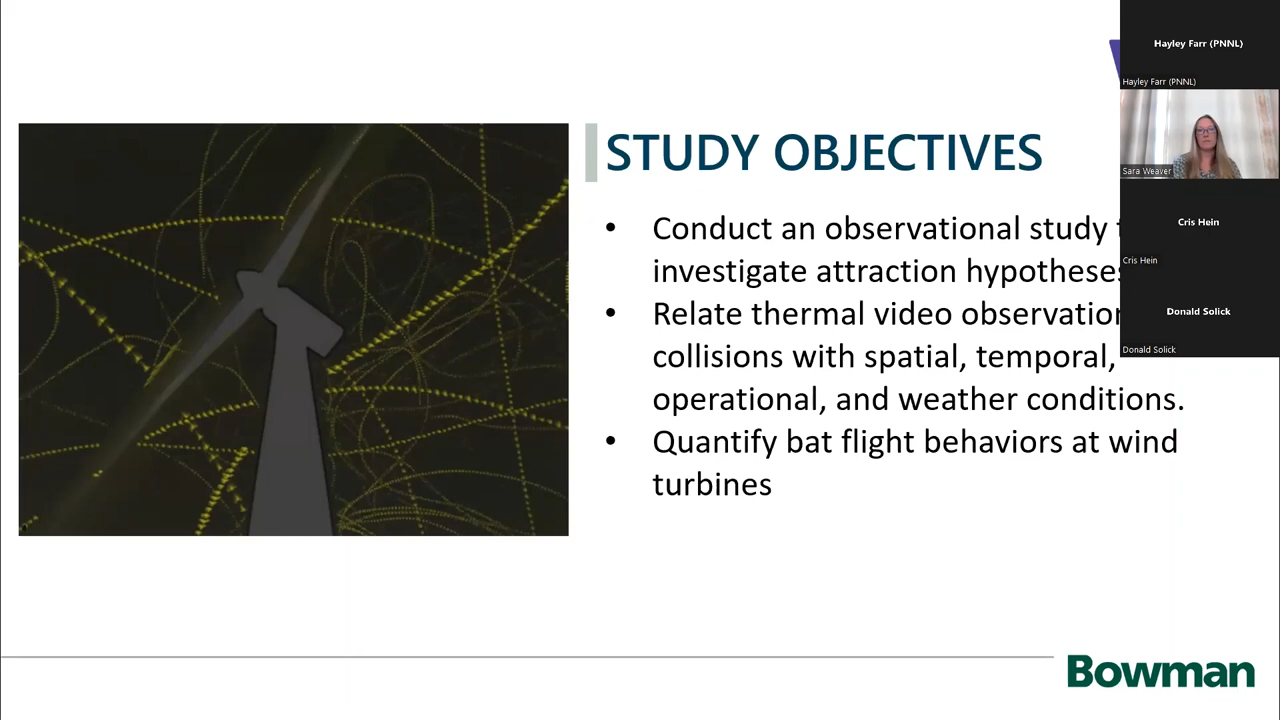 STUDY OBJECTIVES
Conduct an observational study
investigate attraction hypotheses
Relate thermal video
collisions with spatial, temporal,
operational, and weather conditions.
Quantify bat flight behaviors at wind
turbines
Bowman
Hayley Farr (PNNL)
Hayley Farr (PNNL)
Sara Weaver
Cris Hein
Cris Hein
Donald Solick
Donald Solick